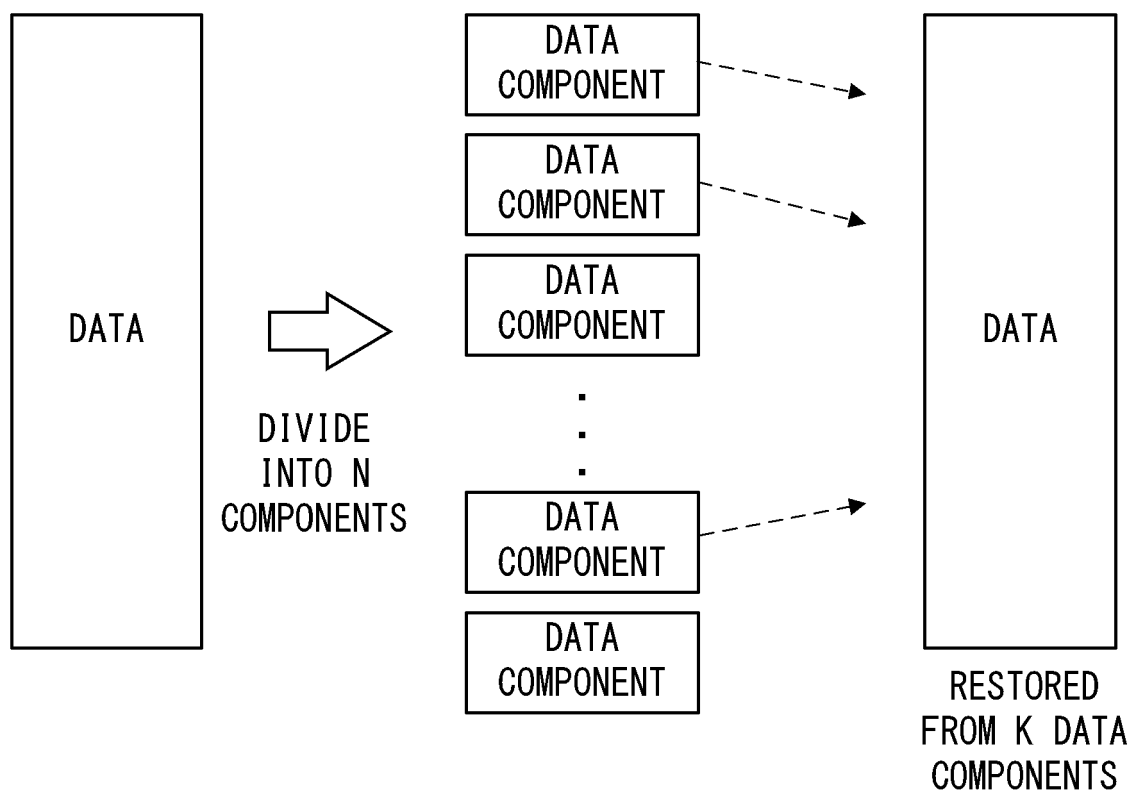 DATA
DIVIDE
INTO N
COMPONENTS
DATA
COMPONENT
DATA
COMPONENT
DATA
COMPONENT
DATA
COMPONENT
DATA
COMPONENT
DATA
RESTORED
FROM K DATA
COMPONENTS